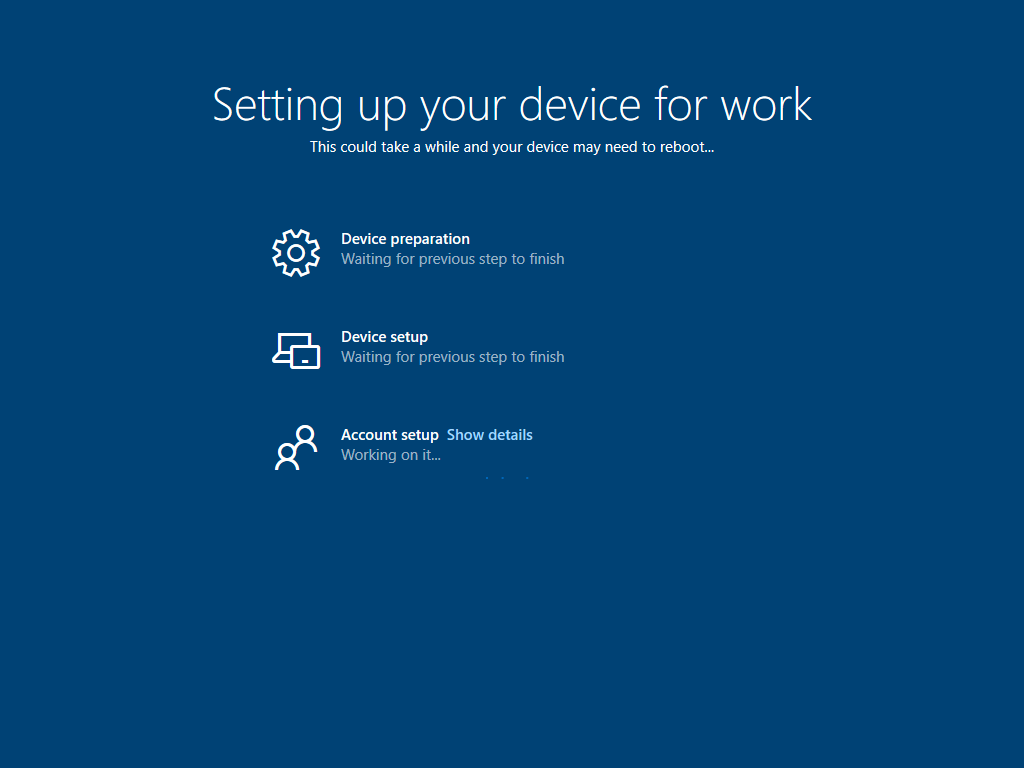 Setting up your device for work
This could take a while and your device may need to reboot...
Device preparation
Waiting for previous step to finish
Device setup
Waiting for previous step to finish
Account setup Show details
Working on it...